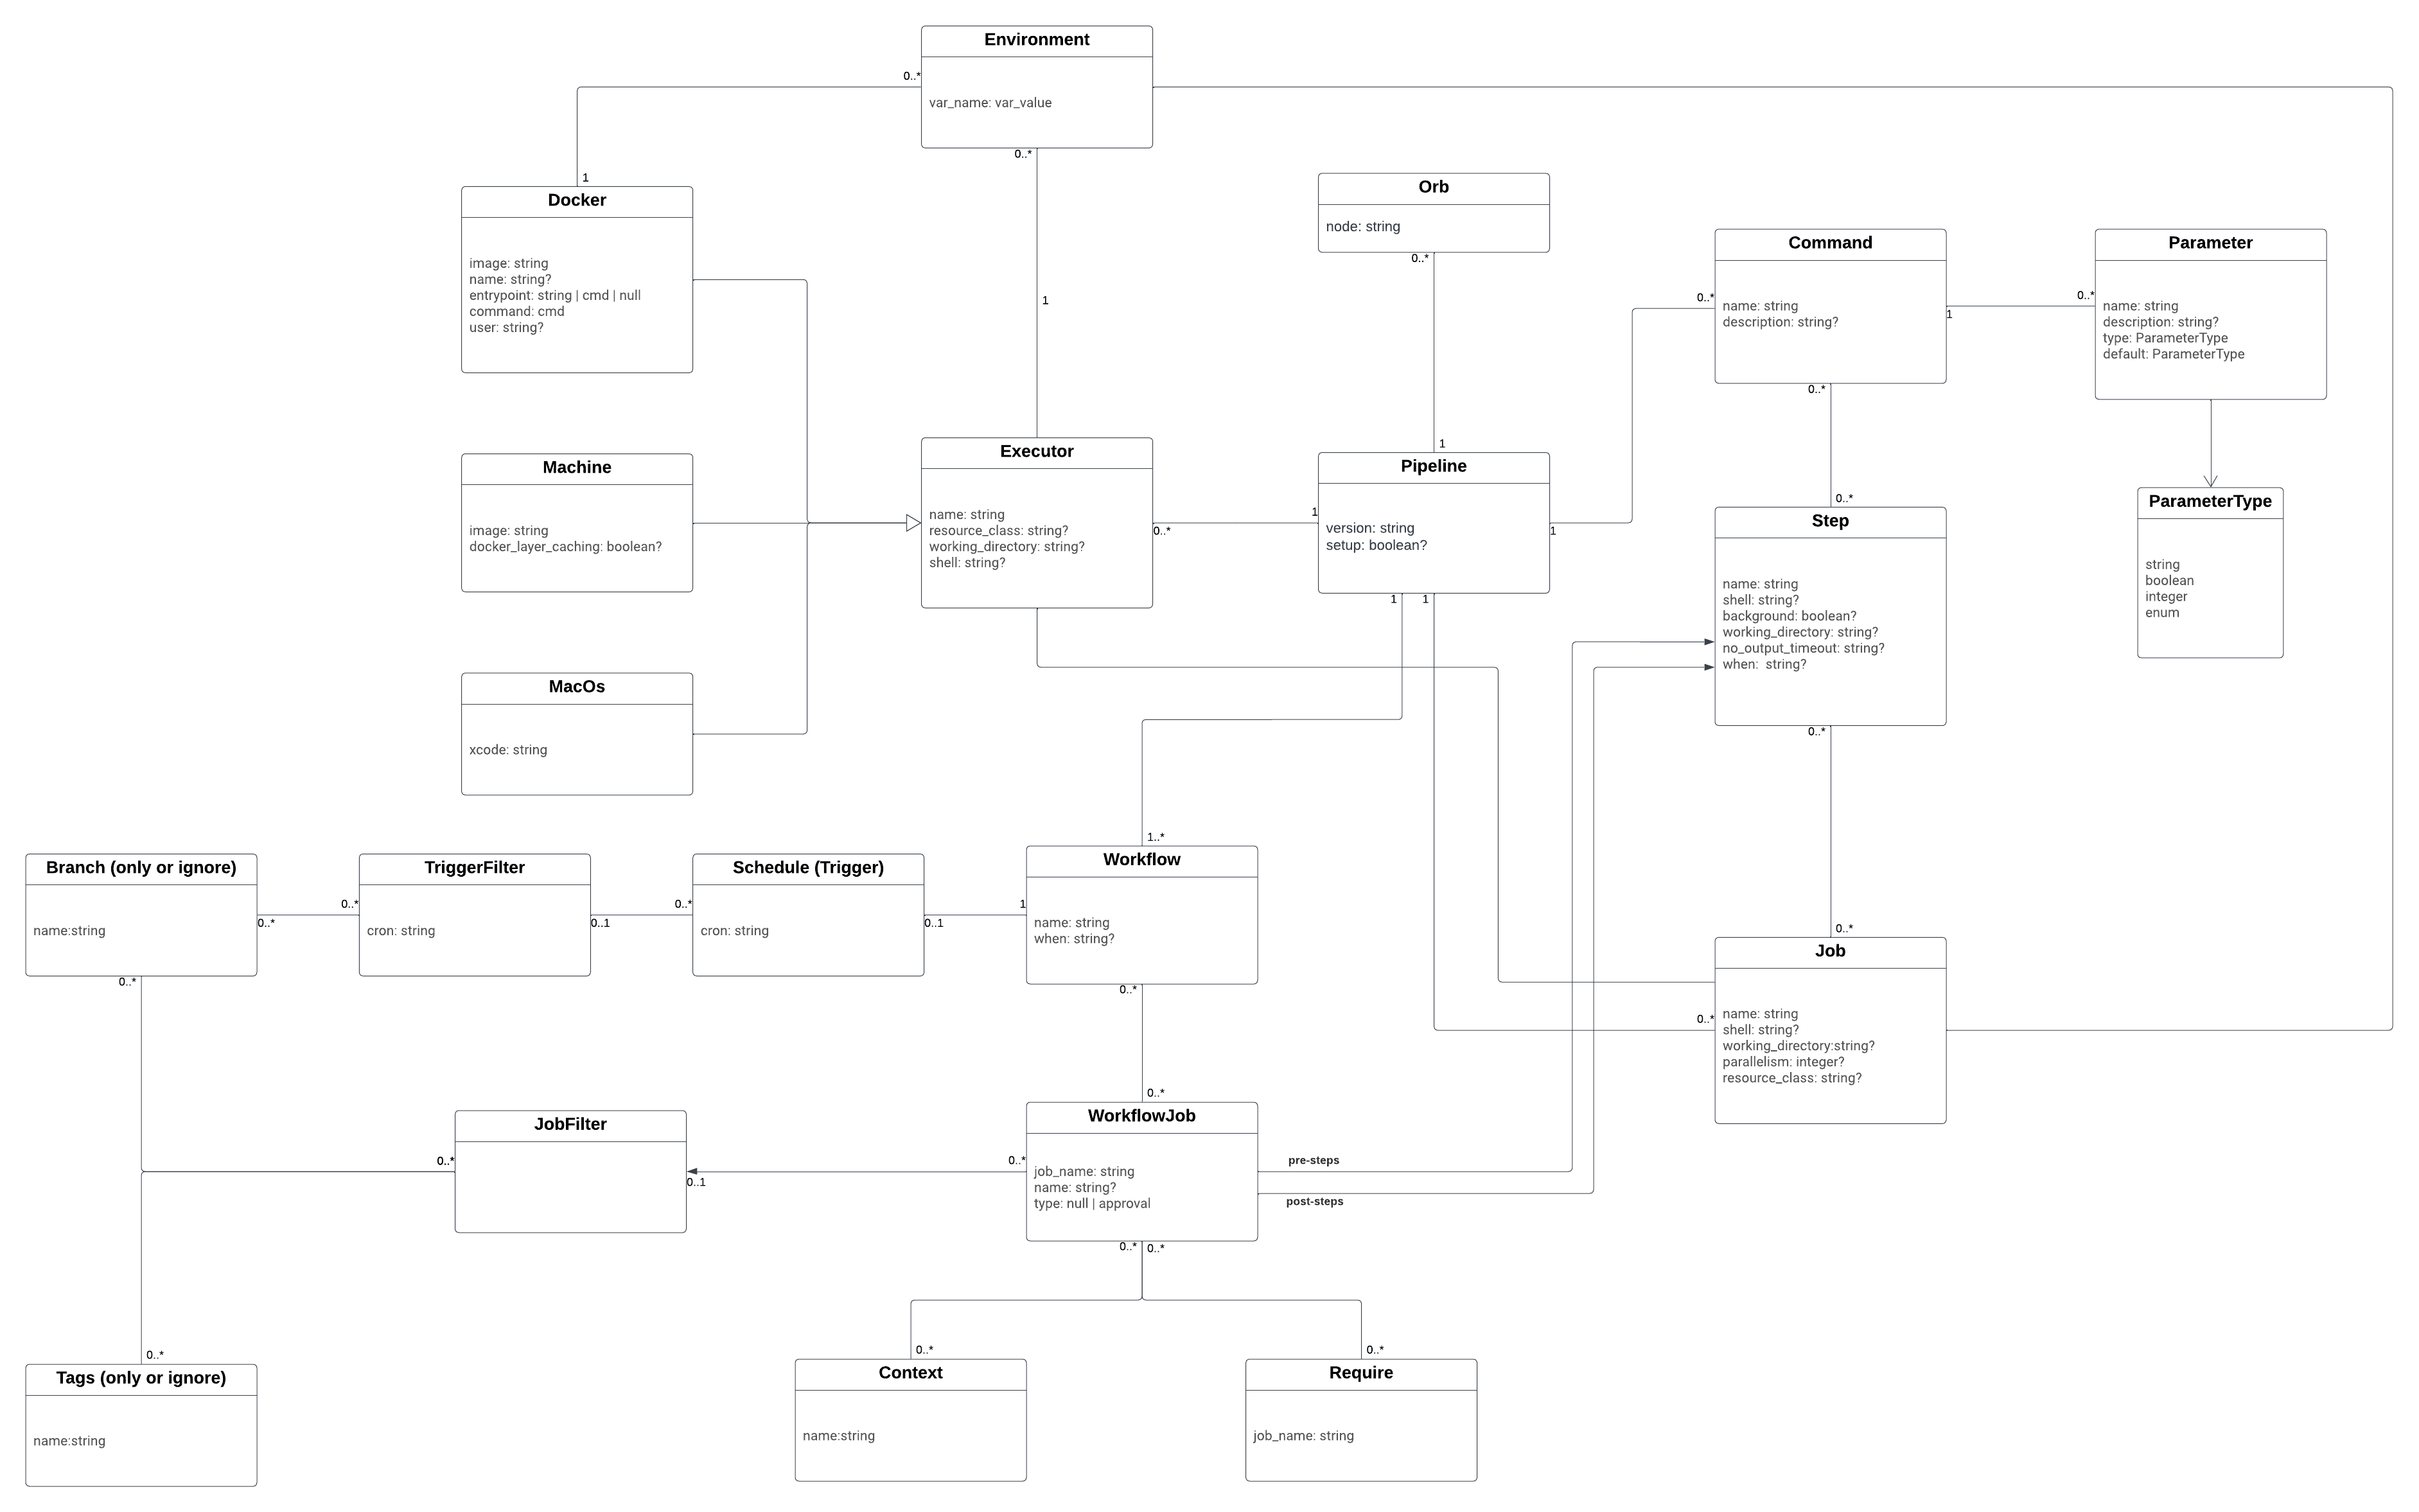 Environment
0..*
var_name: var_value
0..*
1
Docker
image: string
name: string?
entrypoint: string | cmd | null
command: cmd
user: string?
1
Orb
node: string
0..*
Command
0..*
name: string
description: string?
1
0..*
Parameter
0..*
name: string
description: string?
type: ParameterType
default: ParameterType
Machine
image: string
docker_layer_caching: boolean?
Executor
name: string
resource_class: string?
working_directory: string?
shell: string?
0..*
1
Pipeline
1
version: string
setup: boolean?
1
1
1
0..*
Step
name: string
shell: string?
background: boolean?
working_directory: string?
no_output_timeout: string?
when:  string?
0..*
ParameterType
string
boolean
integer
enum
MacOs
xcode: string
Branch (only or ignore)
name:string
0..*
0..*
0..*
TriggerFilter
cron: string
0..1
0..*
Schedule (Trigger)
cron: string
0..1
1
1..*
Workflow
name: string
when: string?
0..*
0..*
0..*
Job
name: string
shell: string?
working_directory:string?
parallelism: integer?
resource_class: string?
JobFilter
0..*
0..1
0..*
0..*
WorkflowJob
job_name: string
name: string?
type: null | approval
pre-steps
post-steps
0..*
0..*
0..*
Tags (only or ignore)
name:string
0..*
Context
name:string
0..*
Require
job_name: string